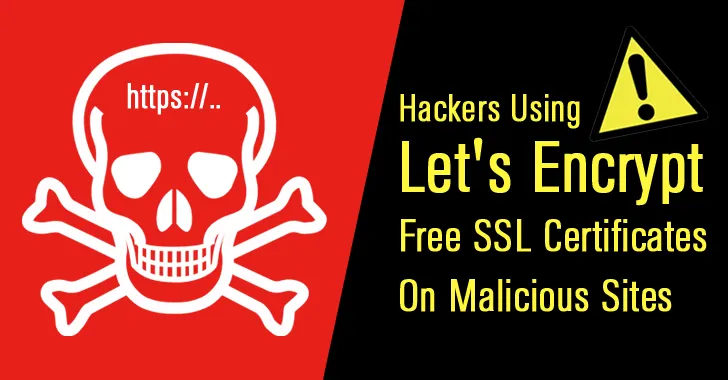 https://..
Hackers Using
Let's Encrypt
Free SSL Certificates
On Malicious Sites